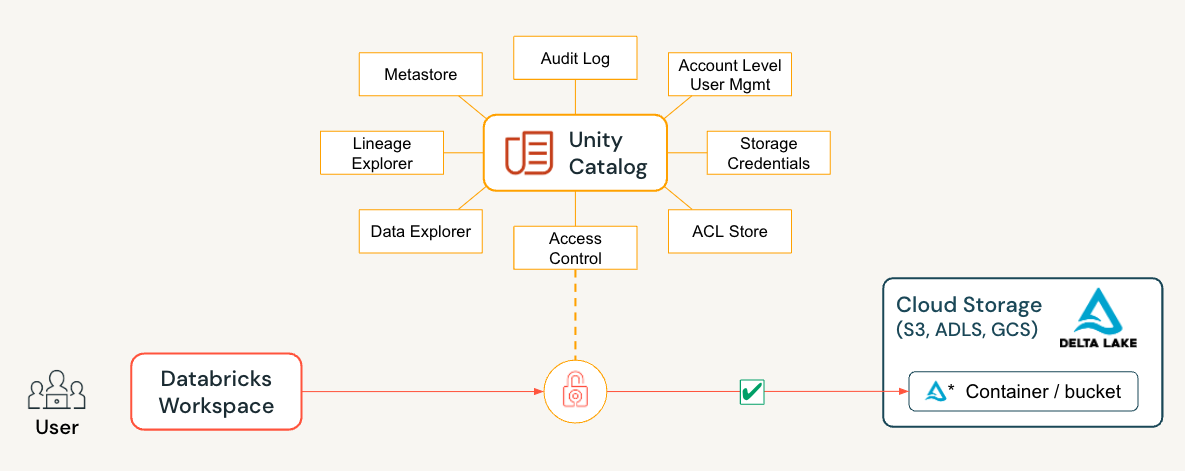 Audit Log
Metastore
Account Level
User Mgmt
Unity
Catalog
Lineage
Explorer
Storage
Credentials
Data Explorer
Access
Control
ACL Store
Cloud Storage
(S3, ADLS, GCS)
DELTA LAKE
Databricks
Workspace
* Container / bucket
User